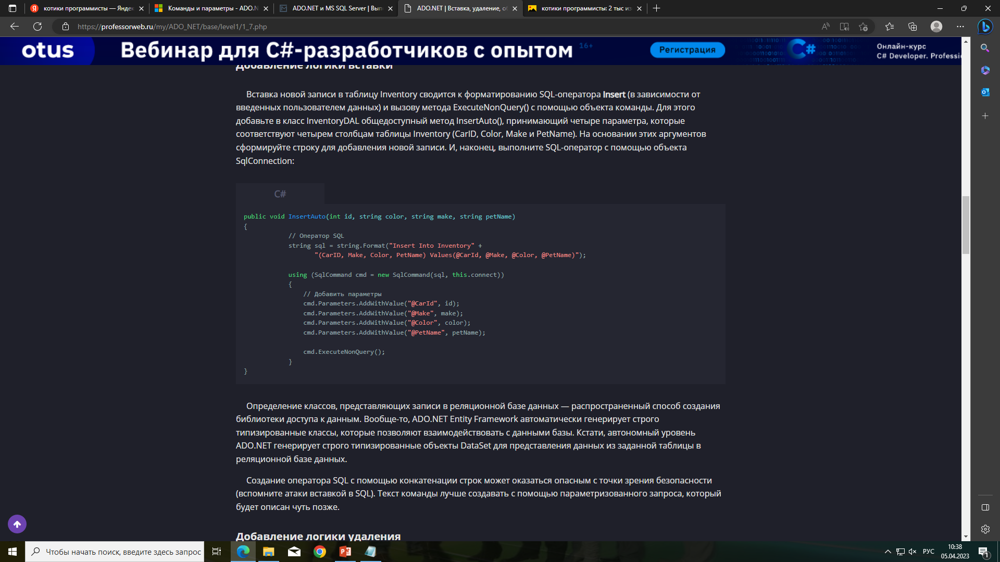 котики программисты — Яндек
Команды и параметры - ADO.N
ADO.NET и MS SQL Server | Вып
ADO.NET | Вставка, удаление, об
котики программисты: 2 тыс из
https://professorweb.ru/my/ADO_NET/base/level1/1_7.php
otus
Вебинар для C#-разработчиков с опытом
16+
Регистрация
C#
Онлайн-курс
C# Developer. Professi
Добавление логики вставки
Вставка новой записи в таблицу Inventory сводится к форматированию SQL-оператора Insert (в зависимости от
введенных пользователем данных) и вызову метода ExecuteNonQuery() с помощью объекта команды. Для этого
добавьте в класс InventoryDAL общедоступный метод InsertAuto(), принимающий четыре параметра, которые
соответствуют четырем столбцам таблицы Inventory (CarID, Color, Make и PetName). На основании этих аргументов
сформируйте строку для добавления новой записи. И, наконец, выполните SQL-оператор с помощью объекта
SqlConnection:
C#
public void InsertAuto(int id, string color, string make, string petName)
{
// Оператор SQL
string sql = string.Format("Insert Into Inventory" +
"(CarID, Make, Color, PetName) Values(@CarId, @Make, @Color, @PetName)");
using (SqlCommand cmd = new SqlCommand(sql, this.connect))
{
// Добавить параметры
cmd.Parameters.AddWithValue("@CarId", id);
cmd.Parameters.AddWithValue("@Make", make);
cmd.Parameters.AddWithValue("@Color", color);
cmd.Parameters.AddWithValue("@PetName", petName);
cmd.ExecuteNonQuery();
}
}
Определение классов, представляющих записи в реляционной базе данных — распространенный способ создания
библиотеки доступа к данным. Вообще-то, ADO.NET Entity Framework автоматически генерирует строго
типизированные классы, которые позволяют взаимодействовать с данными базы. Кстати, автономный уровень
ADO.NET генерирует строго типизированные объекты DataSet для представления данных из заданной таблицы в
реляционной базе данных.
Создание оператора SQL с помощью конкатенации строк может оказаться опасным с точки зрения безопасности
(вспомните атаки вставкой в SQL). Текст команды лучше создавать с помощью параметризованного запроса, который
будет описан чуть позже.
Добавление логики удаления
Чтобы начать поиск, введите здесь запрос
РУС
10:38
05.04.2023
1